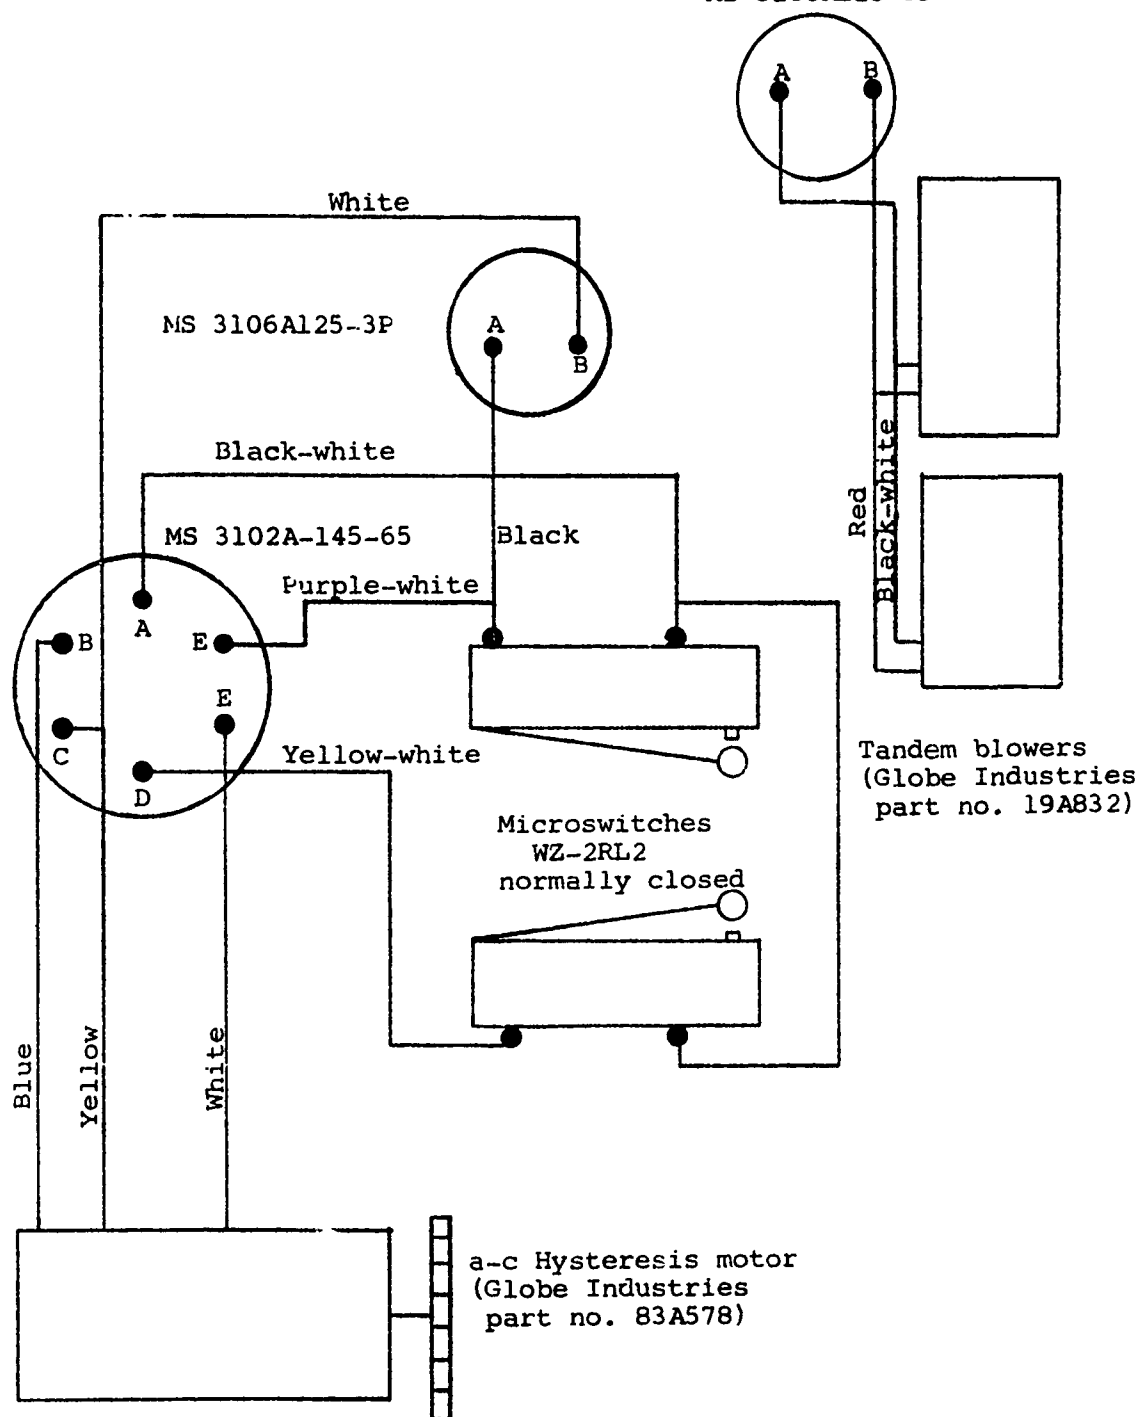 A B
White
MS 3106A125-3P
A
B
Black-white
MS 3102A-145-65
Black
Purple-white
A
B
E
E
C
D
Yellow-white
Red
Black-white
Tandem blowers
(Globe Industries
part no. 19A832)
Microswitches
WZ-2RL2
normally closed
Blue
Yellow
White
a-c Hysteresis motor
(Globe Industries
part no. 83A578)